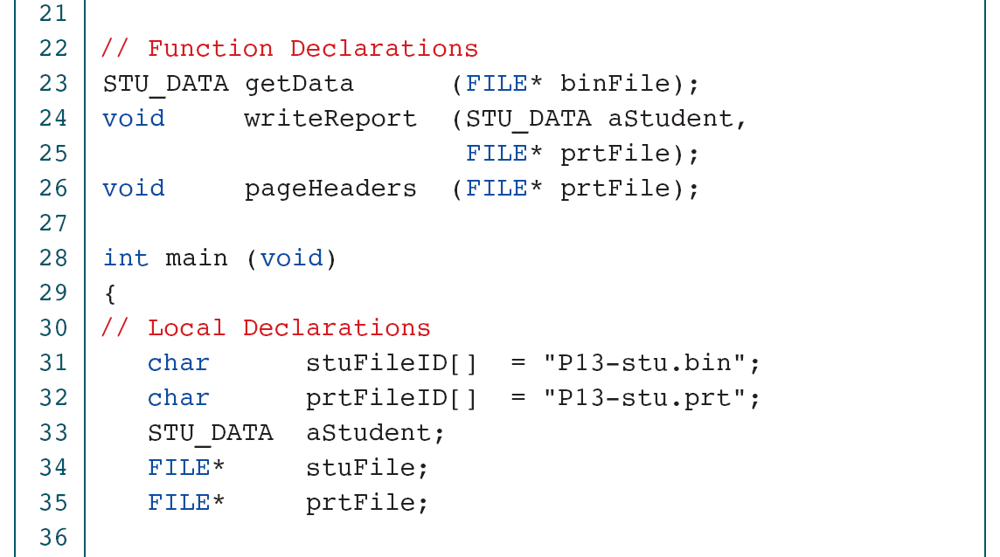 21
22 // Function Declarations
23 STU_DATA getData (FILE* binFile);
24 void writeReport (STU_DATA aStudent,
25 FILE* prtFile);
26 void pageHeaders (FILE* prtFile);
27
28 int main (void)
29 {
30 // Local Declarations
31 char stuFileID[] = "P13-stu.bin";
32 char prtFileID[] = "P13-stu.prt";
33 STU_DATA aStudent;
34 FILE* stuFile;
35 FILE* prtFile;
36